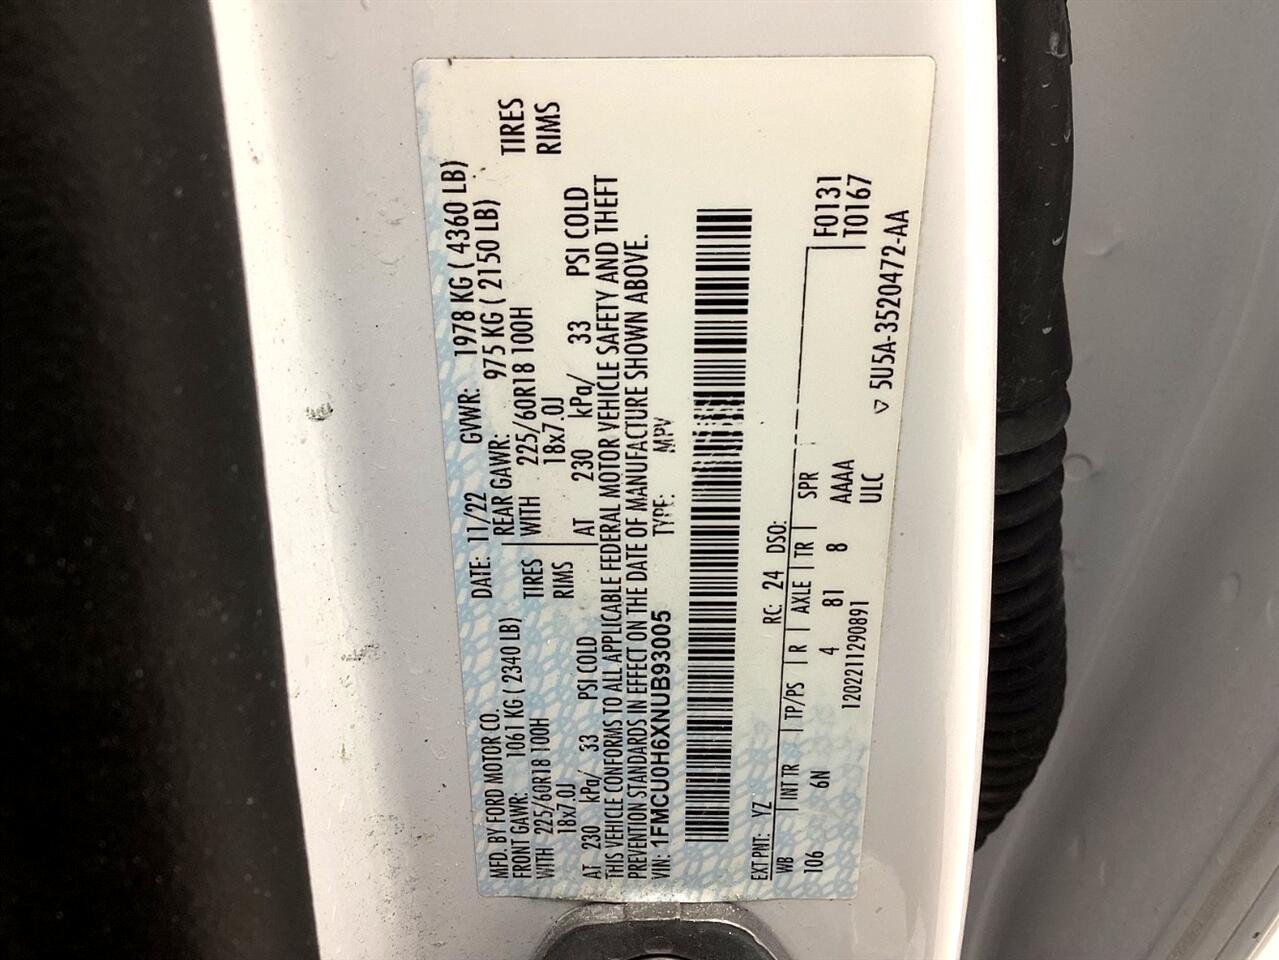 MFD. BY FORD MOTOR CO. DATE: 11/22 GVWR: 1978 KG ( 4360 LB)
FRONT GAWR: 1061 KG ( 2340 LB) REAR GAWR: 975 KG ( 2150 LB)
WITH 225/60R18 100H TIRES WITH 225/60R18 100H TIRES
18x7.0J RIMS 18x7.0J RIMS
AT 230 kPa/ 33 PSI COLD AT 230 kPa/ 33 PSI COLD
THIS VEHICLE CONFORMS TO ALL APPLICABLE FEDERAL MOTOR VEHICLE SAFETY AND THEFT
PREVENTION STANDARDS IN EFFECT ON THE DATE OF MANUFACTURE SHOWN ABOVE.
VIN: 1FMCU0H6XNUB93005 TYPE: MPV
EXT PNT: YZ RC: 24 DSO:
WB INT TR TP/PS R AXLE TR SPR F0131
106 6N 4 81 8 AAAA T0167
1202211290891 ULC
▽ 5U5A-3520472-AA